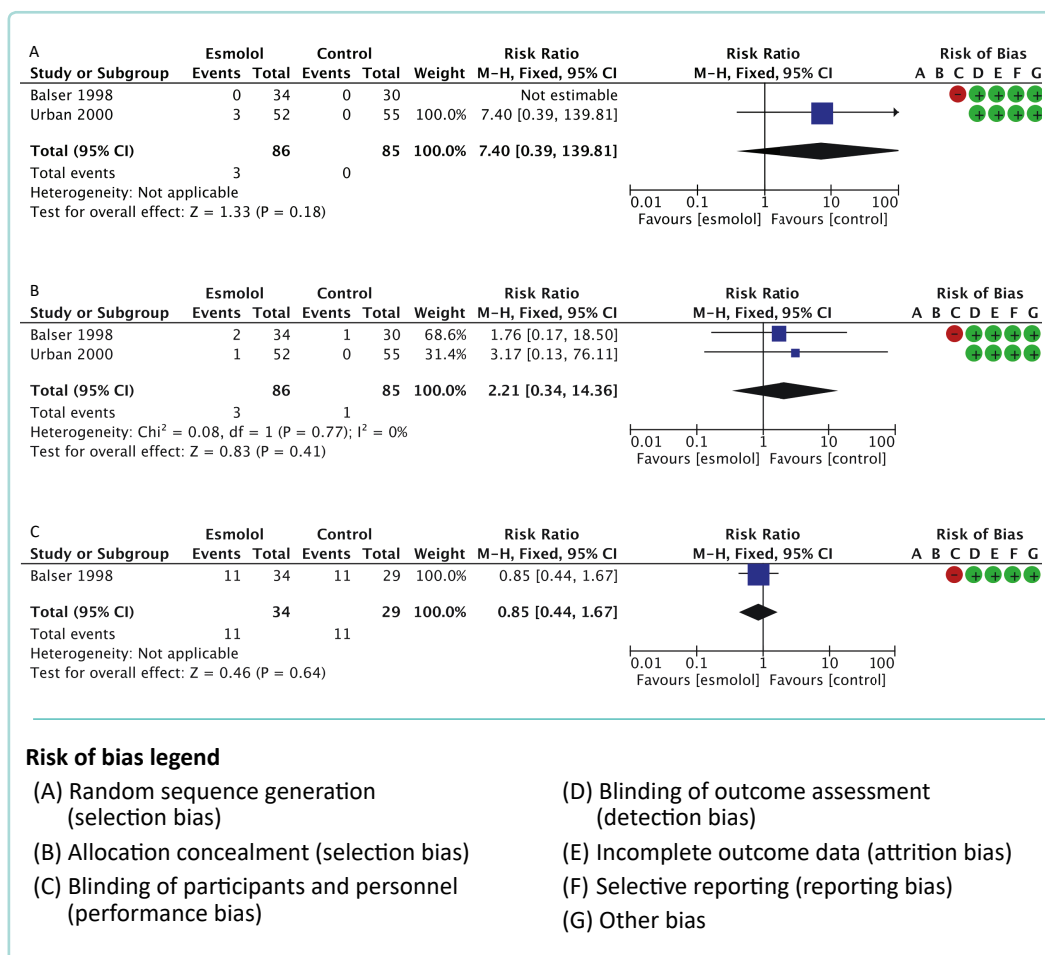 A
Esmolol Control Risk Ratio Risk Ratio Risk of Bias
Study or Subgroup Events Total Events Total Weight M-H, Fixed, 95% CI M-H, Fixed, 95% CI A B C D E F G
Balser 1998 0 34 0 30 Not estimable - + + + +
Urban 2000 3 52 0 55 100.0% 7.40 [0.39, 139.81] + + + +
Total (95% CI) 86 85 100.0% 7.40 [0.39, 139.81]
Total events 3 0
Heterogeneity: Not applicable
Test for overall effect: Z = 1.33 (P = 0.18)
0.01 0.1 1 10 100
Favours [esmolol] Favours [control]
B
Esmolol Control Risk Ratio Risk Ratio Risk of Bias
Study or Subgroup Events Total Events Total Weight M-H, Fixed, 95% CI M-H, Fixed, 95% CI A B C D E F G
Balser 1998 2 34 1 30 68.6% 1.76 [0.17, 18.50] - + + + +
Urban 2000 1 52 0 55 31.4% 3.17 [0.13, 76.11] + + + +
Total (95% CI) 86 85 100.0% 2.21 [0.34, 14.36]
Total events 3 1
Heterogeneity: Chi² = 0.08, df = 1 (P = 0.77); I² = 0%
Test for overall effect: Z = 0.83 (P = 0.41)
0.01 0.1 1 10 100
Favours [esmolol] Favours [control]
C
Esmolol Control Risk Ratio Risk Ratio Risk of Bias
Study or Subgroup Events Total Events Total Weight M-H, Fixed, 95% CI M-H, Fixed, 95% CI A B C D E F G
Balser 1998 11 34 11 29 100.0% 0.85 [0.44, 1.67] - + + + +
Total (95% CI) 34 29 100.0% 0.85 [0.44, 1.67]
Total events 11 11
Heterogeneity: Not applicable
Test for overall effect: Z = 0.46 (P = 0.64)
0.01 0.1 1 10 100
Favours [esmolol] Favours [control]
Risk of bias legend
(A) Random sequence generation
(selection bias)
(B) Allocation concealment (selection bias)
(C) Blinding of participants and personnel
(performance bias)
(D) Blinding of outcome assessment
(detection bias)
(E) Incomplete outcome data (attrition bias)
(F) Selective reporting (reporting bias)
(G) Other bias